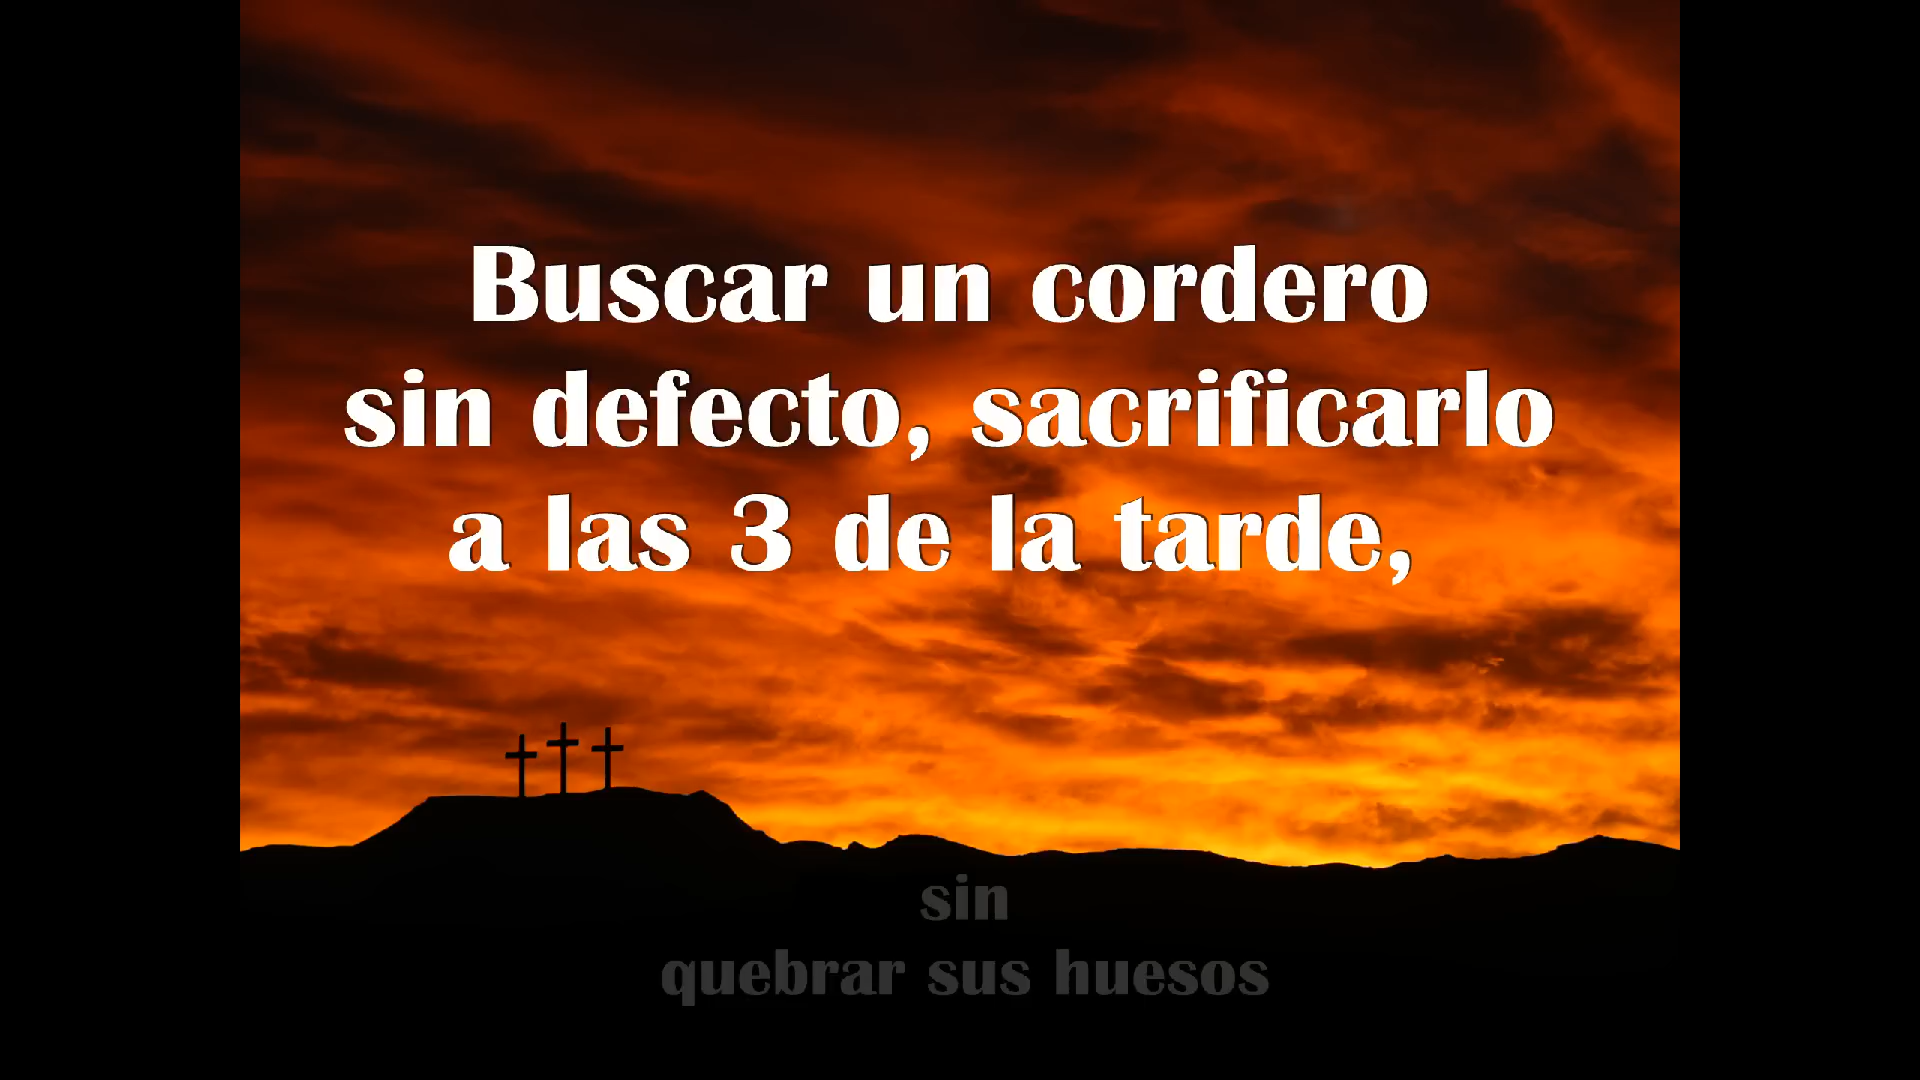 Buscar un cordero
sin defecto, sacrificarlo
a las 3 de la tarde,
sin
quebrar sus huesos